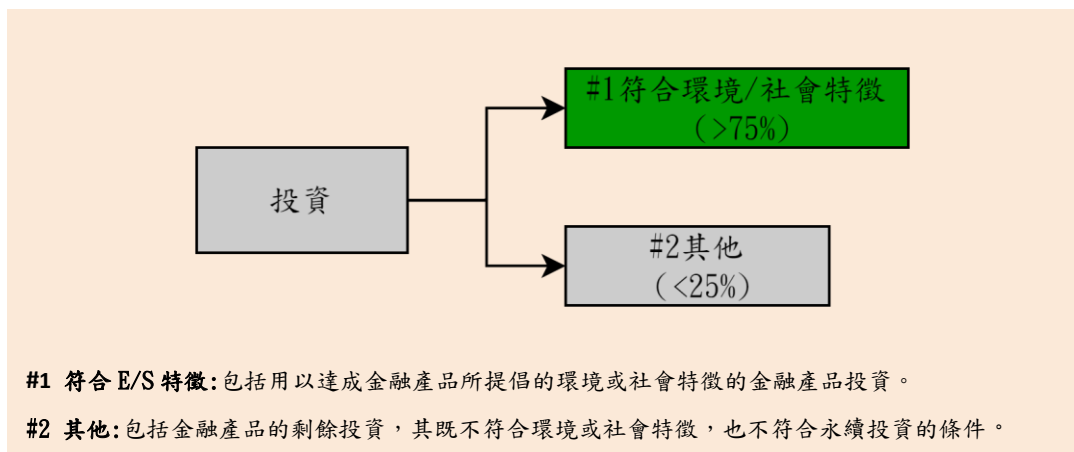 #1符合環境/社會特徵
(>75%)
投資
#2其他
(<25%)
#1 符合E/S特徵:包括用以達成金融產品所提倡的環境或社會特徵的金融產品投資。
#2 其他:包括金融產品的剩餘投資，其既不符合環境或社會特徵，也不符合永續投資的條件。